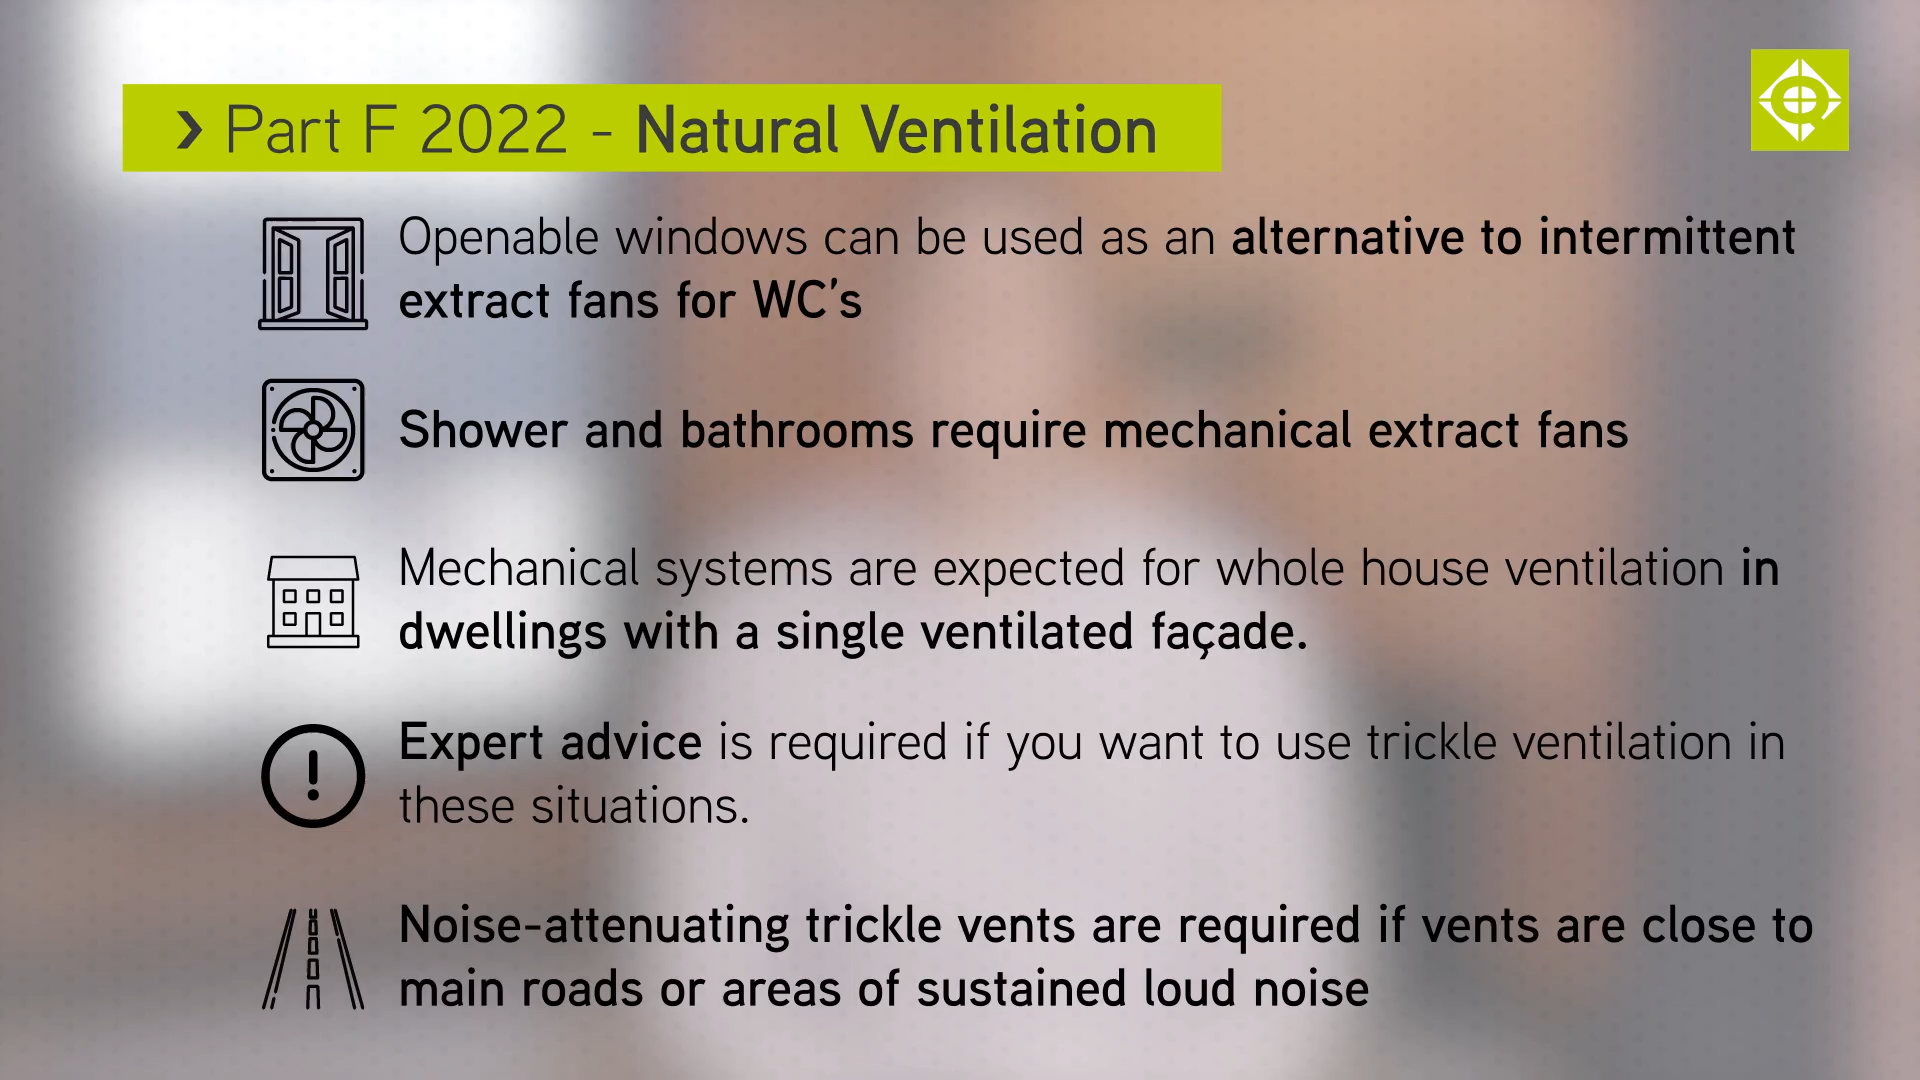 Part F 2022 - Natural Ventilation
Openable windows can be used as an alternative to intermittent
extract fans for WC’s
Shower and bathrooms require mechanical extract fans
Mechanical systems are expected for whole house ventilation in
dwellings with a single ventilated façade.
Expert advice is required if you want to use trickle ventilation in
these situations.
Noise-attenuating trickle vents are required if vents are close to
main roads or areas of sustained loud noise